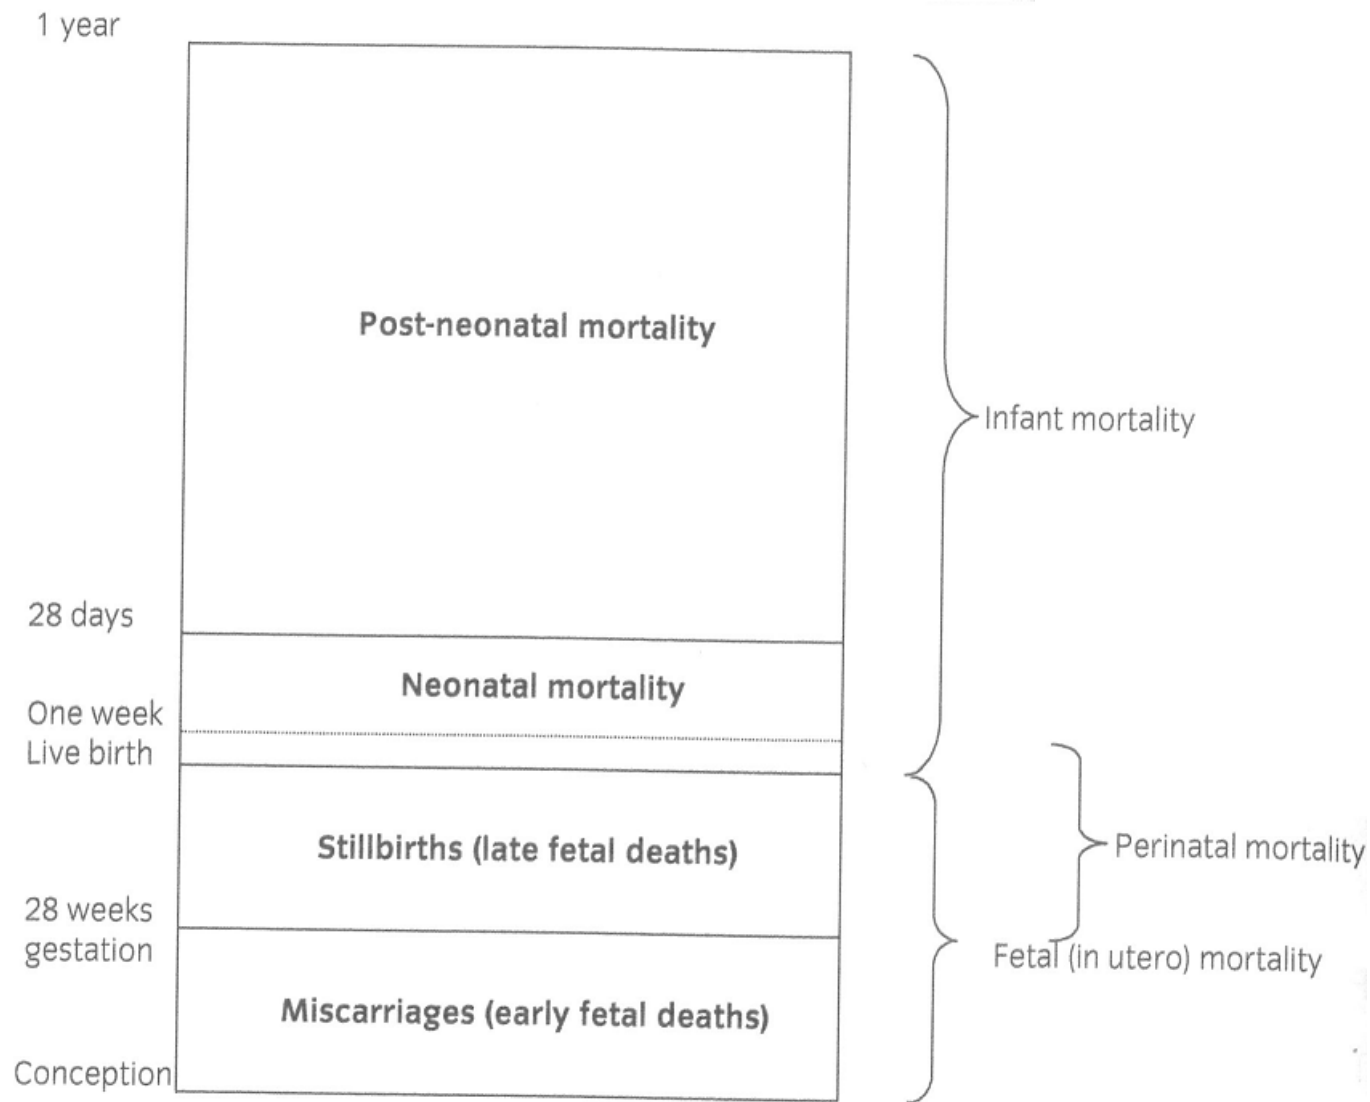 1 year
Post-neonatal mortality
Infant mortality
28 days
Neonatal mortality
One week
Live birth
Stillbirths (late fetal deaths)
Perinatal mortality
28 weeks
gestation
Fetal (in utero) mortality
Miscarriages (early fetal deaths)
Conception